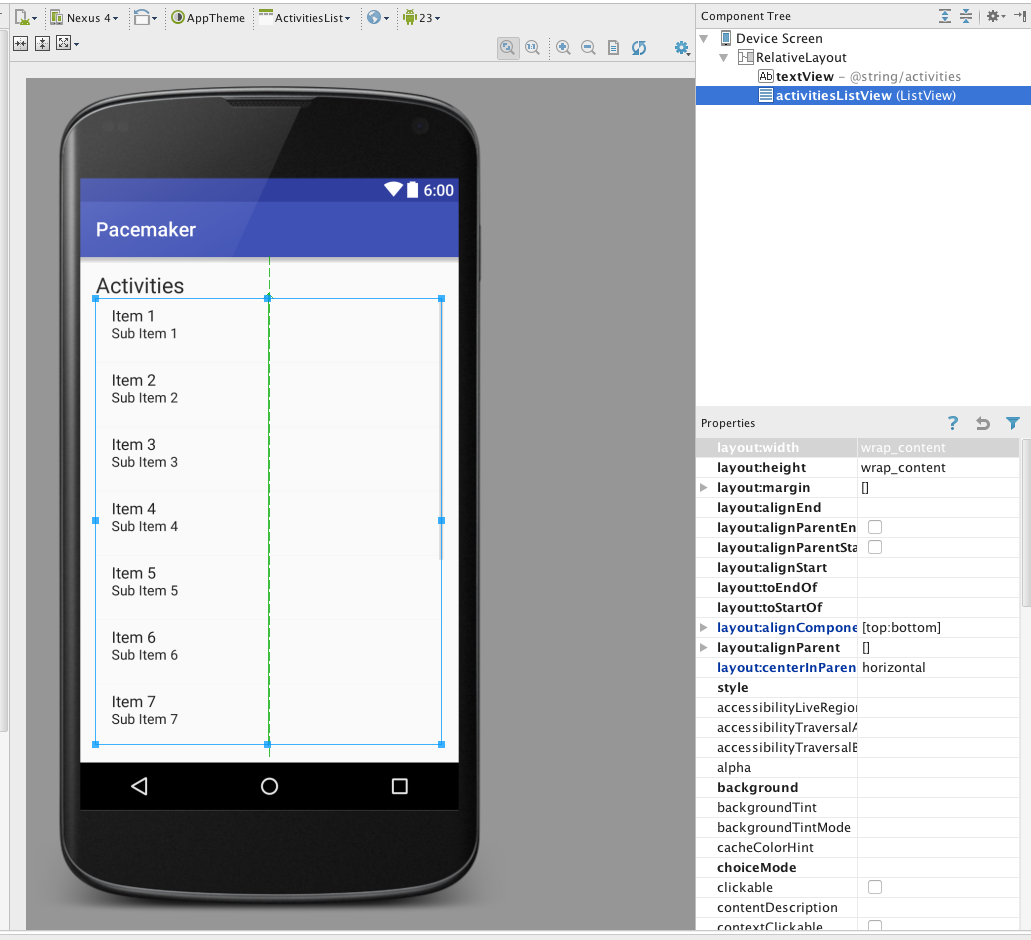 Nexus 4
AppTheme
ActivitiesList
23
1:1
6:00
Pacemaker
Activities
Item 1
Sub Item 1
Item 2
Sub Item 2
Item 3
Sub Item 3
Item 4
Sub Item 4
Item 5
Sub Item 5
Item 6
Sub Item 6
Item 7
Sub Item 7
Component Tree
Device Screen
RelativeLayout
Ab textView – @string/activities
activitiesListView (ListView)
Properties
?
layout:width wrap_content
layout:height wrap_content
layout:margin []
layout:alignEnd
layout:alignParentEn
layout:alignParentSta
layout:alignStart
layout:toEndOf
layout:toStartOf
layout:alignCompone [top:bottom]
layout:alignParent []
layout:centerInParen horizontal
style
accessibilityLiveRegion
accessibilityTraversalA
accessibilityTraversalB
alpha
background
backgroundTint
backgroundTintMode
cacheColorHint
choiceMode
clickable
contentDescription
contextClickable